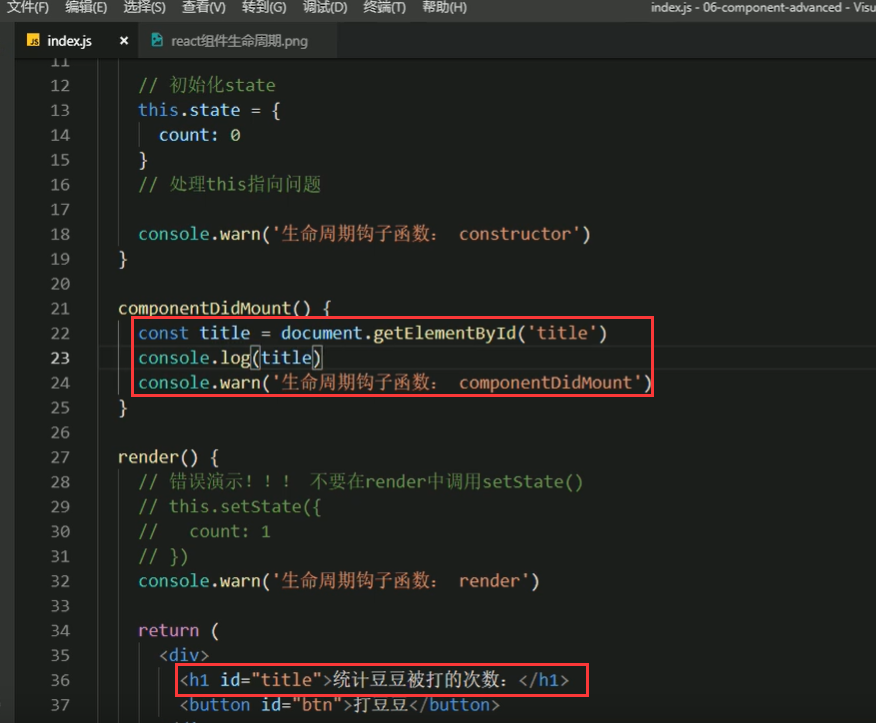 文件(F) 编辑(E) 选择(S) 查看(V) 转到(G) 调试(D) 终端(T) 帮助(H) index.js - 06-component-advanced - Visu
JS index.js × react组件生命周期.png
11
12 // 初始化state
13 this.state = {
14 count: 0
15 }
16 // 处理this指向问题
17
18 console.warn('生命周期钩子函数： constructor')
19 }
20
21 componentDidMount() {
22 const title = document.getElementById('title')
23 console.log(title)
24 console.warn('生命周期钩子函数： componentDidMount')
25 }
26
27 render() {
28 // 错误演示！！！ 不要在render中调用setState()
29 // this.setState({
30 // count: 1
31 // })
32 console.warn('生命周期钩子函数： render')
33
34 return (
35 <div>
36 <h1 id="title">统计豆豆被打的次数：</h1>
37 <button id="btn">打豆豆</button>